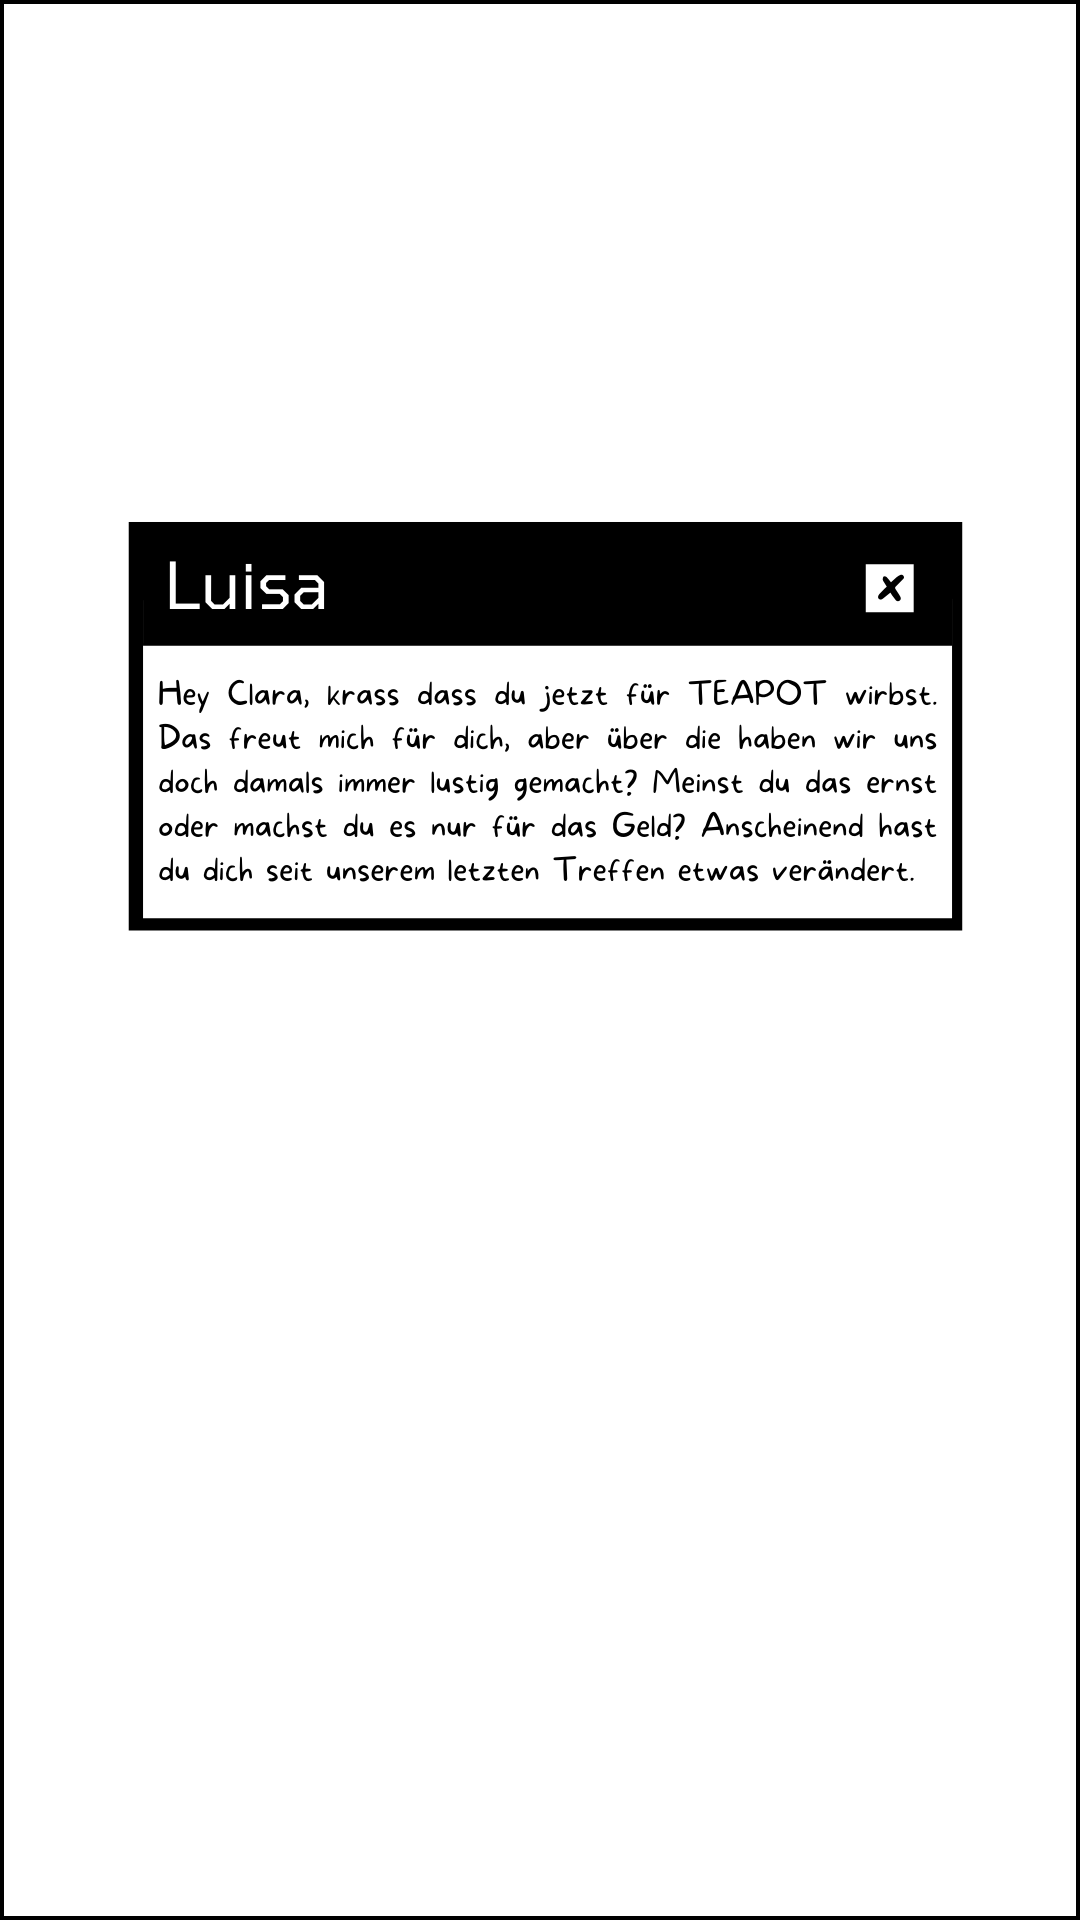 Luisa
Hey Clara, krass dass du jetzt für TEAPOT wirbst.
Das freut mich für dich, aber über die haben wir uns
doch damals immer lustig gemacht? Meinst du das ernst
oder machst du es nur für das Geld? Anscheinend hast
du dich seit unserem letzten Treffen etwas verändert.